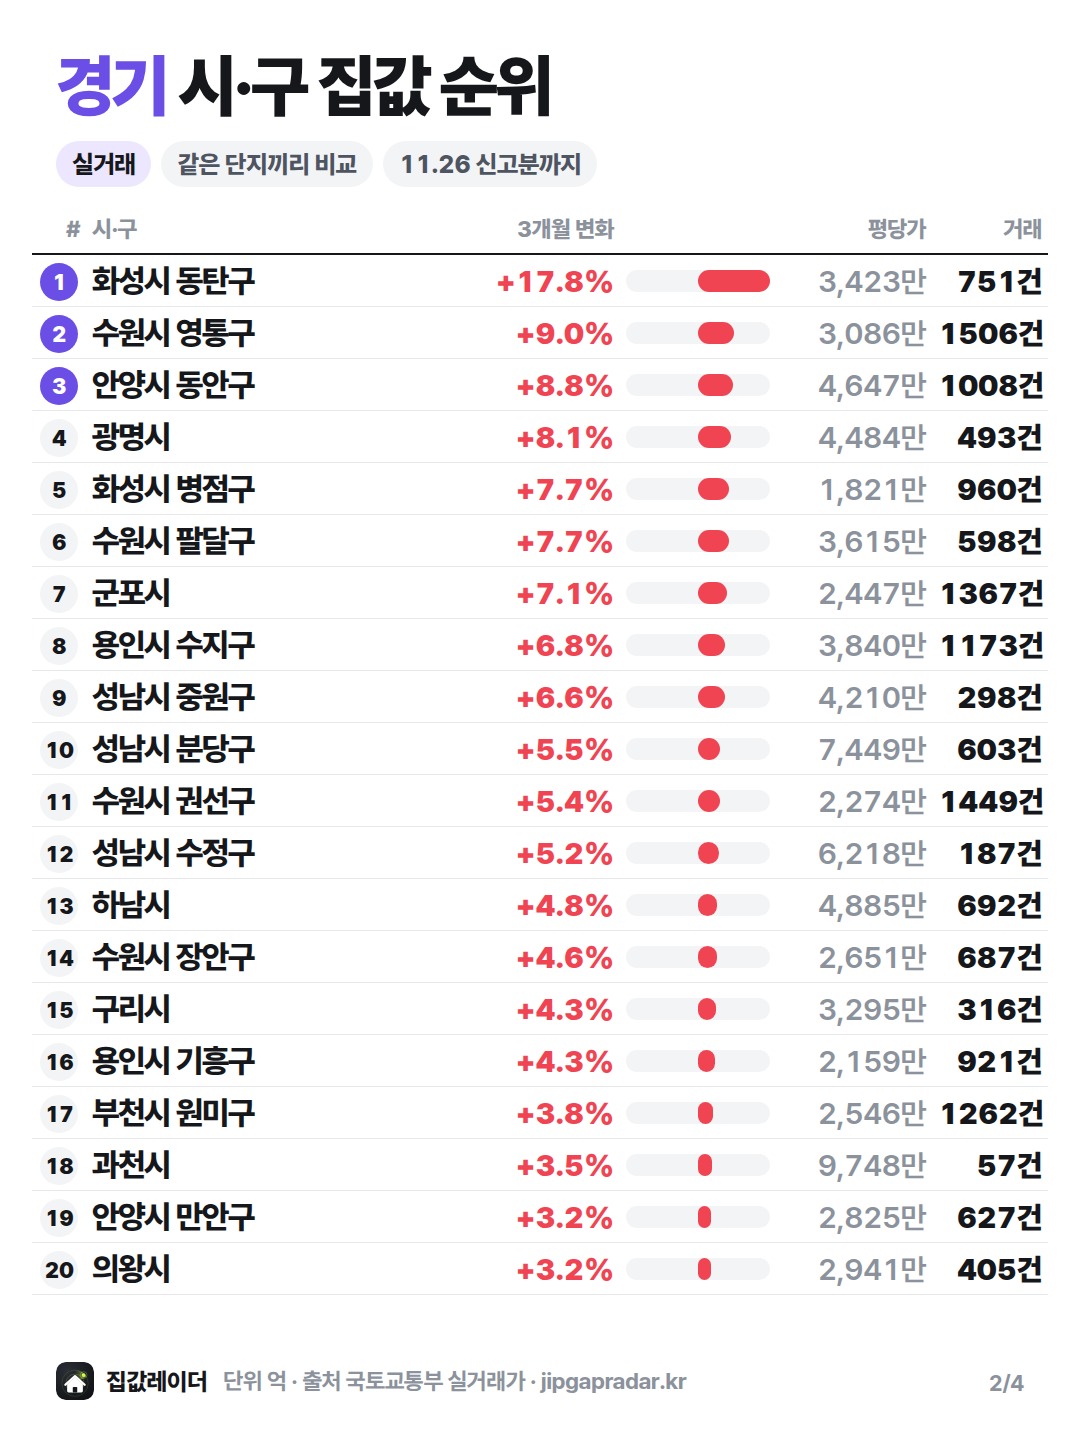 경기 시·구 집값 순위
실거래 같은 단지끼리 비교 11.26 신고분까지
# 시·구 3개월 변화 평당가 거래
1 화성시 동탄구 +17.8% 3,423만 751건
2 수원시 영통구 +9.0% 3,086만 1506건
3 안양시 동안구 +8.8% 4,647만 1008건
4 광명시 +8.1% 4,484만 493건
5 화성시 병점구 +7.7% 1,821만 960건
6 수원시 팔달구 +7.7% 3,615만 598건
7 군포시 +7.1% 2,447만 1367건
8 용인시 수지구 +6.8% 3,840만 1173건
9 성남시 중원구 +6.6% 4,210만 298건
10 성남시 분당구 +5.5% 7,449만 603건
11 수원시 권선구 +5.4% 2,274만 1449건
12 성남시 수정구 +5.2% 6,218만 187건
13 하남시 +4.8% 4,885만 692건
14 수원시 장안구 +4.6% 2,651만 687건
15 구리시 +4.3% 3,295만 316건
16 용인시 기흥구 +4.3% 2,159만 921건
17 부천시 원미구 +3.8% 2,546만 1262건
18 과천시 +3.5% 9,748만 57건
19 안양시 만안구 +3.2% 2,825만 627건
20 의왕시 +3.2% 2,941만 405건
집값레이더 단위 억 · 출처 국토교통부 실거래가 · jipgapradar.kr 2/4